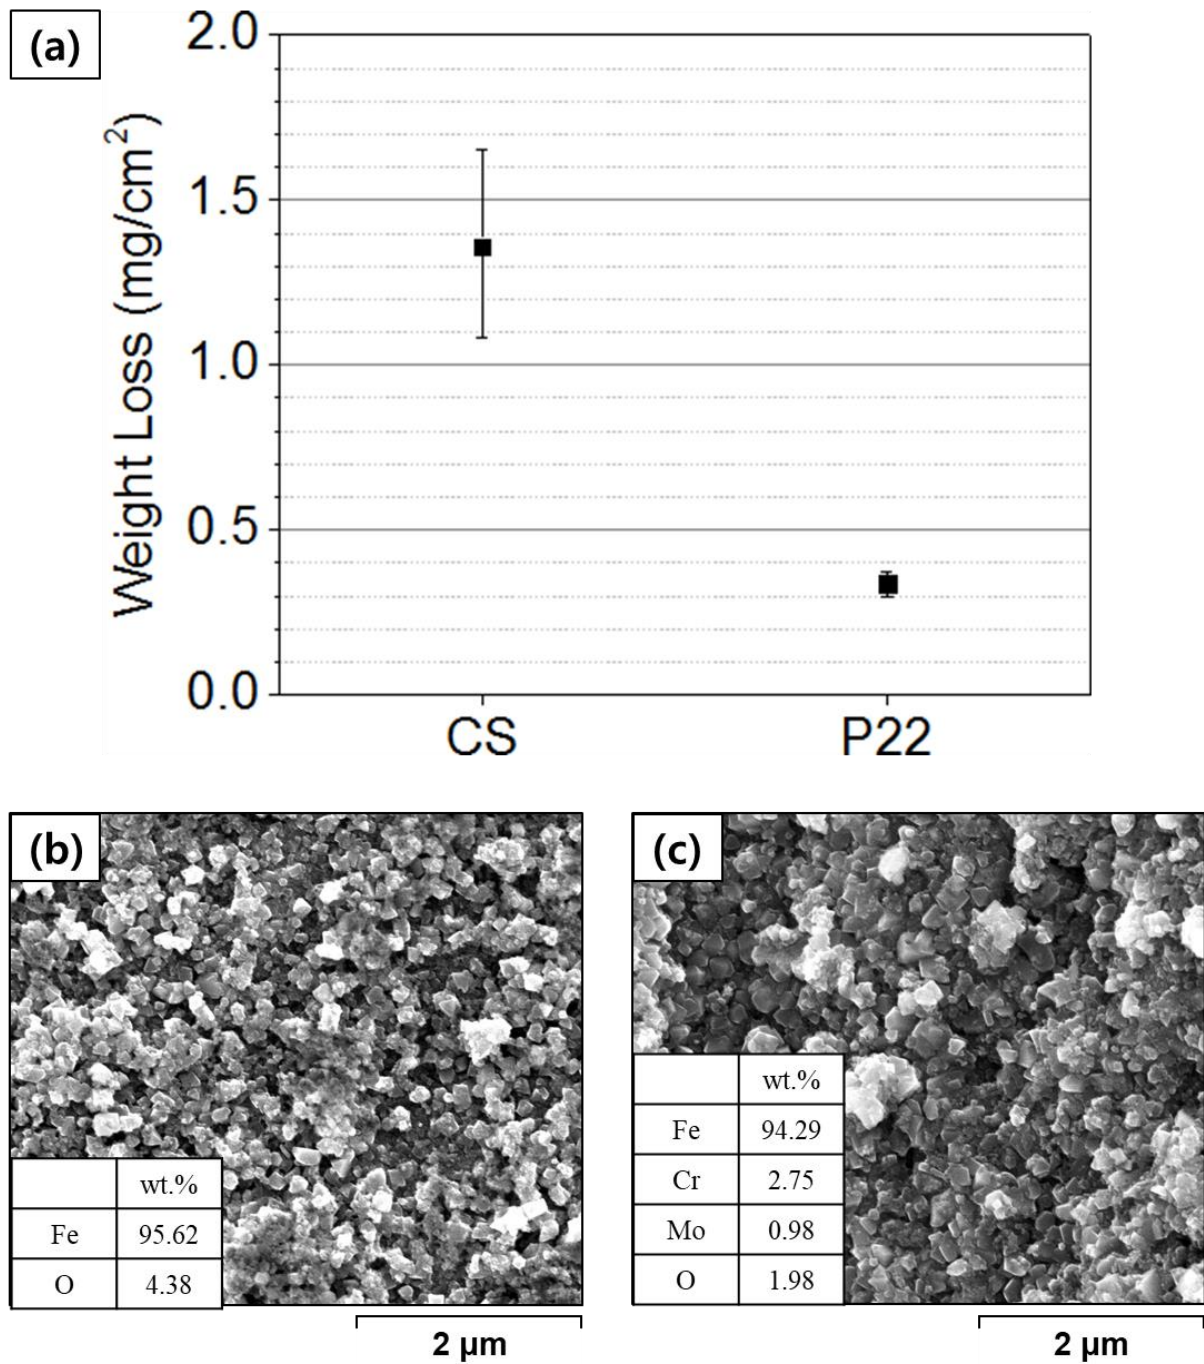 (a)
Weight Loss (mg/cm²)
2.0
1.5
1.0
0.5
0.0
CS P22
(b)
wt.%
Fe 95.62
O 4.38
2 μm
(c)
wt.%
Fe 94.29
Cr 2.75
Mo 0.98
O 1.98
2 μm